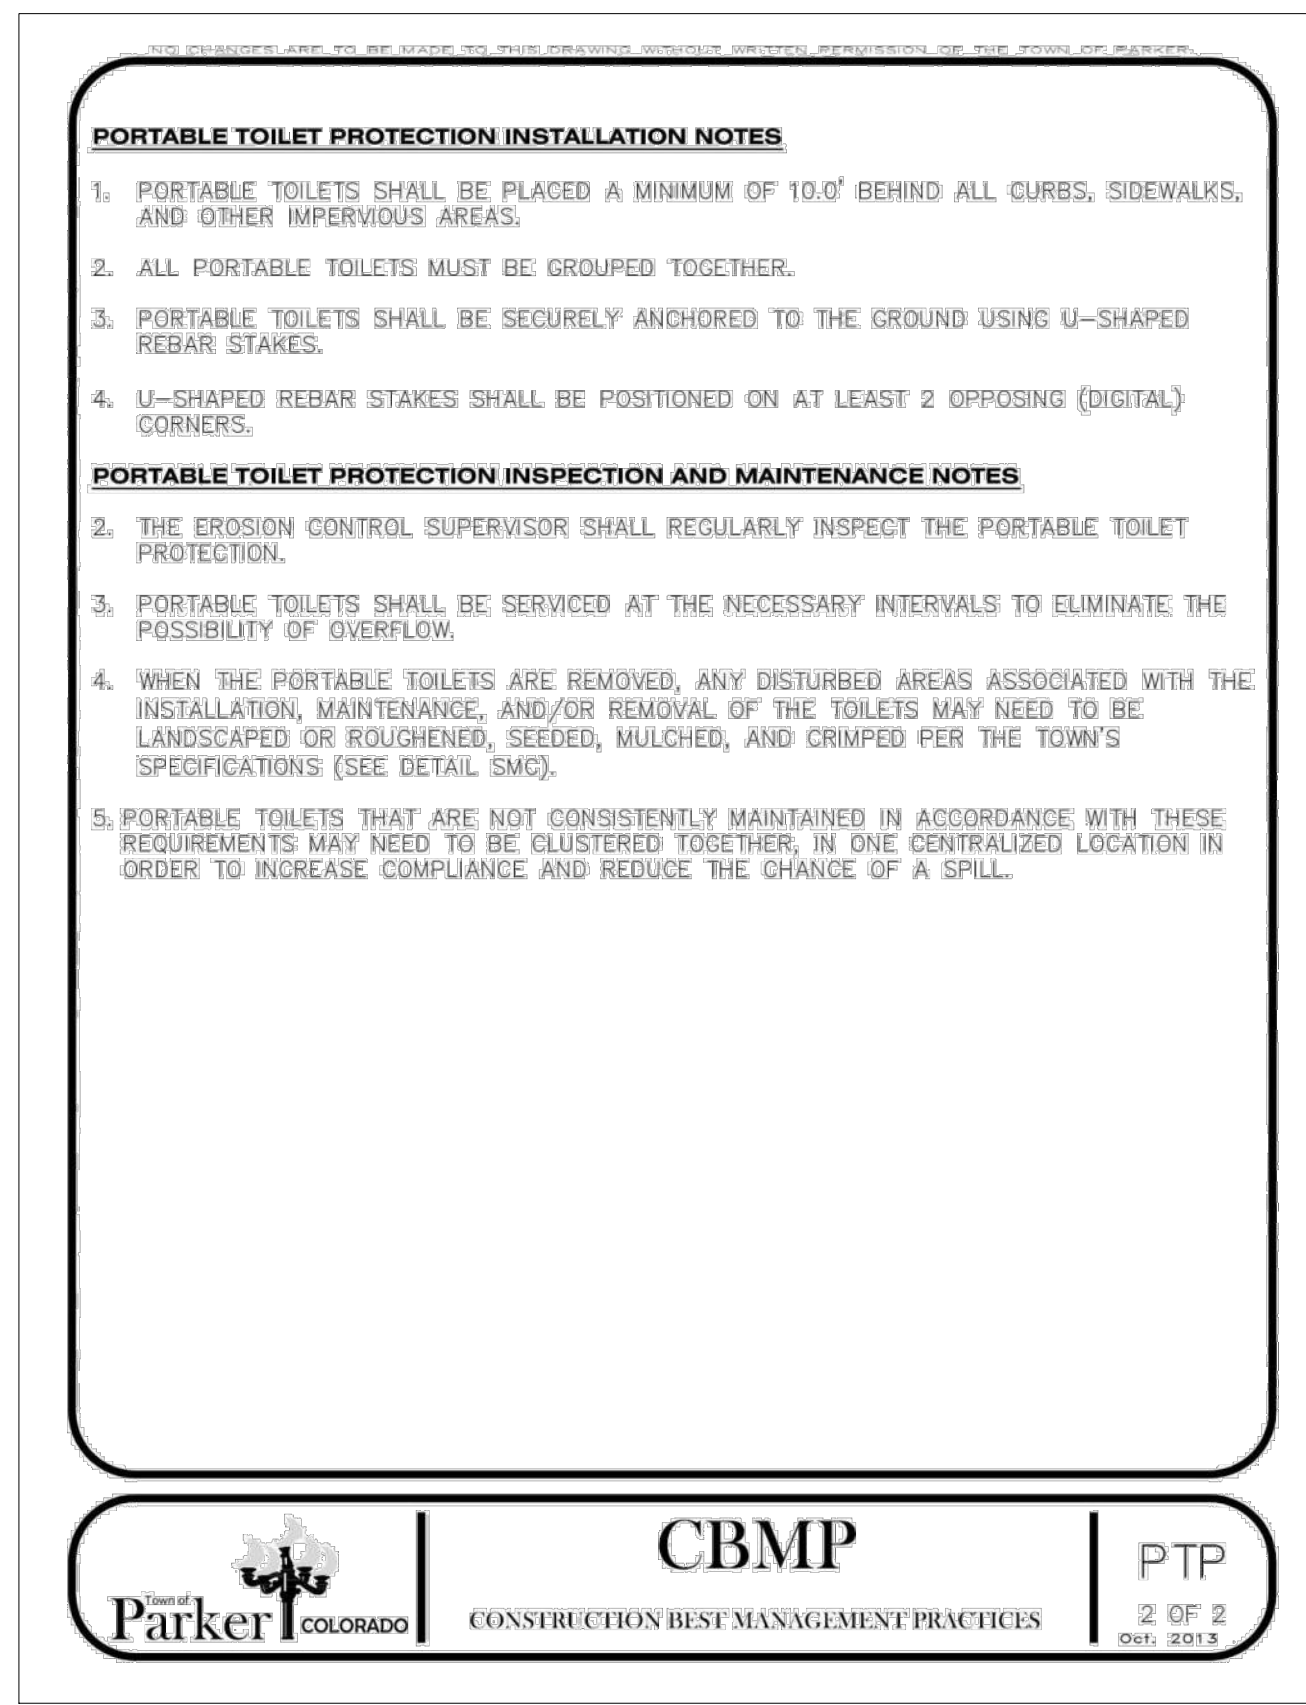 NO CHANGES ARE TO BE MADE TO THIS DRAWING WITHOUT WRITTEN PERMISSION OF THE TOWN OF PARKER.
PORTABLE TOILET PROTECTION INSTALLATION NOTES
1. PORTABLE TOILETS SHALL BE PLACED A MINIMUM OF 10.0' BEHIND ALL CURBS, SIDEWALKS,
AND OTHER IMPERVIOUS AREAS.
2. ALL PORTABLE TOILETS MUST BE GROUPED TOGETHER.
3. PORTABLE TOILETS SHALL BE SECURELY ANCHORED TO THE GROUND USING U-SHAPED
REBAR STAKES.
4. U-SHAPED REBAR STAKES SHALL BE POSITIONED ON AT LEAST 2 OPPOSING (DIGITAL)
CORNERS.
PORTABLE TOILET PROTECTION INSPECTION AND MAINTENANCE NOTES
2. THE EROSION CONTROL SUPERVISOR SHALL REGULARLY INSPECT THE PORTABLE TOILET
PROTECTION.
3. PORTABLE TOILETS SHALL BE SERVICED AT THE NECESSARY INTERVALS TO ELIMINATE THE
POSSIBILITY OF OVERFLOW.
4. WHEN THE PORTABLE TOILETS ARE REMOVED, ANY DISTURBED AREAS ASSOCIATED WITH THE
INSTALLATION, MAINTENANCE, AND/OR REMOVAL OF THE TOILETS MAY NEED TO BE
LANDSCAPED OR ROUGHENED, SEEDED, MULCHED, AND CRIMPED PER THE TOWN'S
SPECIFICATIONS (SEE DETAIL SMC).
5. PORTABLE TOILETS THAT ARE NOT CONSISTENTLY MAINTAINED IN ACCORDANCE WITH THESE
REQUIREMENTS MAY NEED TO BE CLUSTERED TOGETHER, IN ONE CENTRALIZED LOCATION IN
ORDER TO INCREASE COMPLIANCE AND REDUCE THE CHANCE OF A SPILL.
Town of
Parker COLORADO
CBMP
CONSTRUCTION BEST MANAGEMENT PRACTICES
PTP
2 OF 2
Oct. 2013